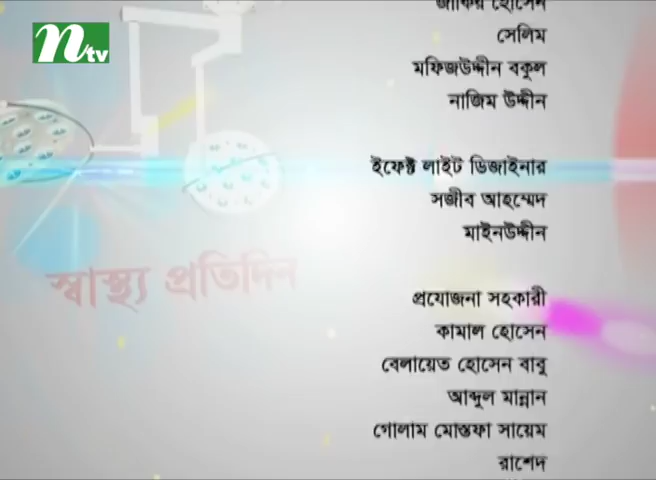 ntv
জাকির হোসেন
সেলিম
মফিজউদ্দীন বকুল
নাজিম উদ্দীন
ইফেক্ট লাইট ডিজাইনার
সজীব আহম্মেদ
মাইনউদ্দীন
স্বাস্থ্য প্রতিদিন
প্রযোজনা সহকারী
কামাল হোসেন
বেলায়েত হোসেন বাবু
আব্দুল মান্নান
গোলাম মোস্তফা সায়েম
রাশেদ